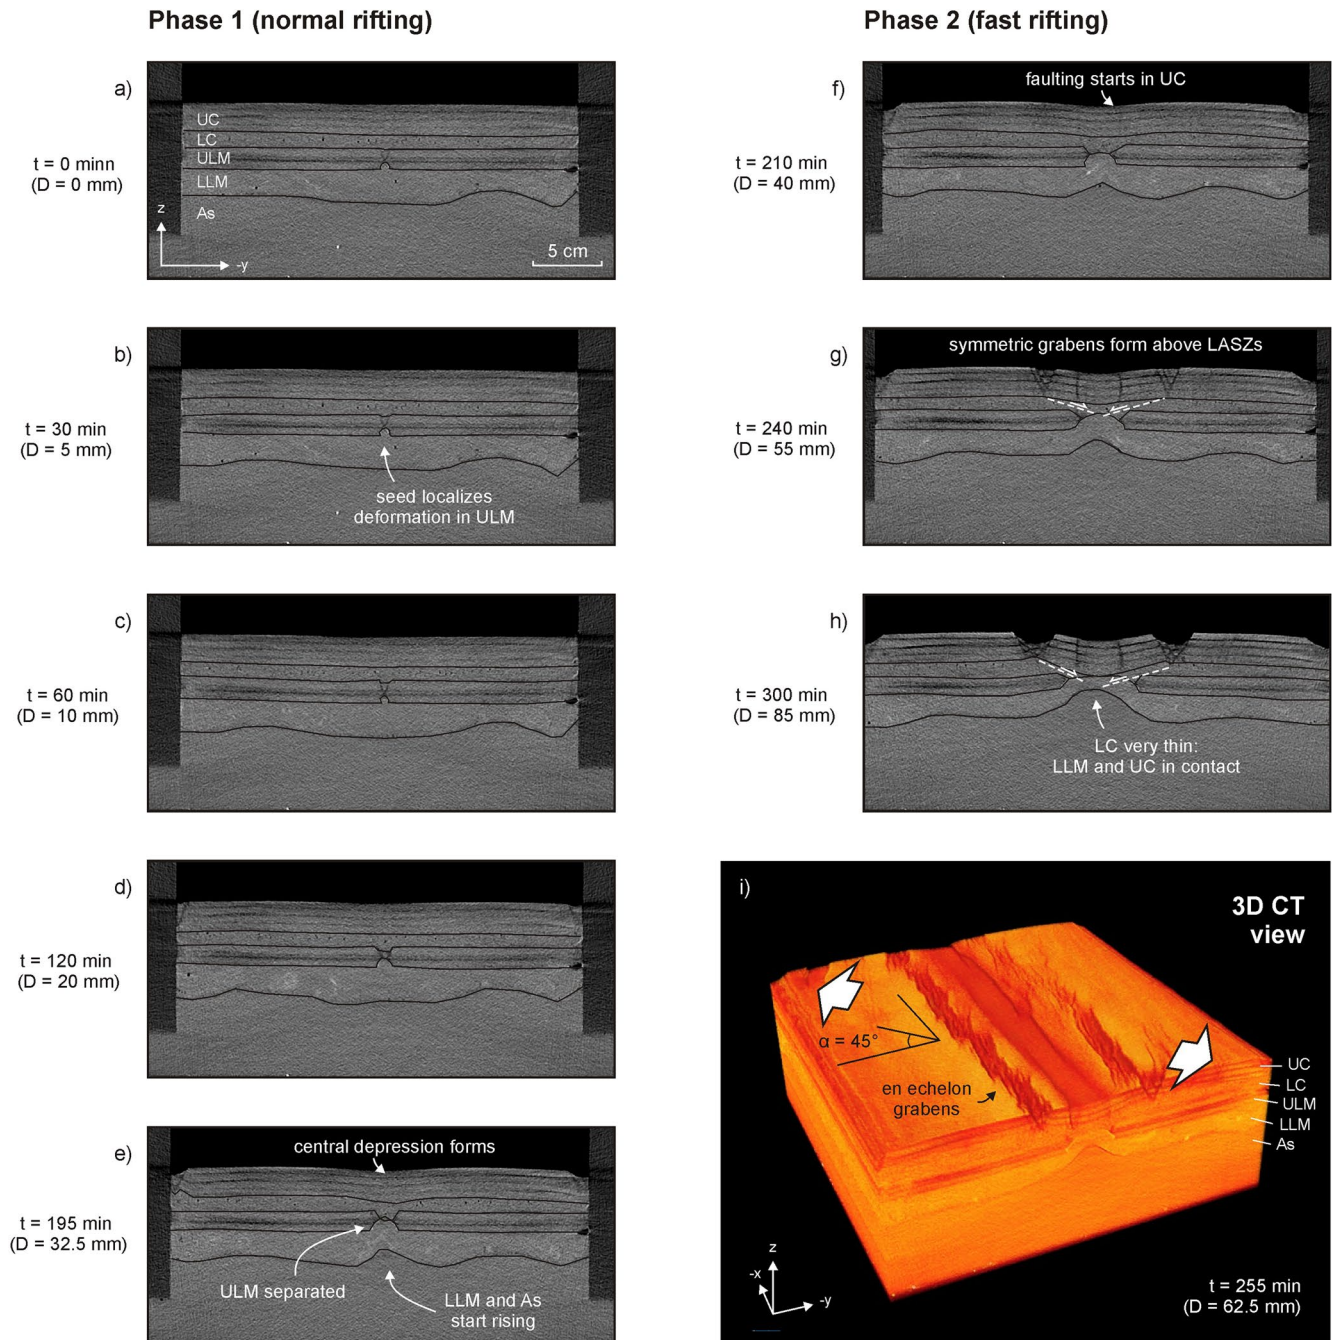 Phase 1 (normal rifting)
a)
t = 0 minn
(D = 0 mm)
UC
LC
ULM
LLM
As
z
-y
5 cm
b)
t = 30 min
(D = 5 mm)
seed localizes
deformation in ULM
c)
t = 60 min
(D = 10 mm)
d)
t = 120 min
(D = 20 mm)
e)
t = 195 min
(D = 32.5 mm)
central depression forms
ULM separated
LLM and As
start rising
Phase 2 (fast rifting)
f)
t = 210 min
(D = 40 mm)
faulting starts in UC
g)
t = 240 min
(D = 55 mm)
symmetric grabens form above LASZs
h)
t = 300 min
(D = 85 mm)
LC very thin:
LLM and UC in contact
i)
3D CT
view
α = 45°
en echelon
grabens
UC
LC
ULM
LLM
As
z
-x
-y
t = 255 min
(D = 62.5 mm)